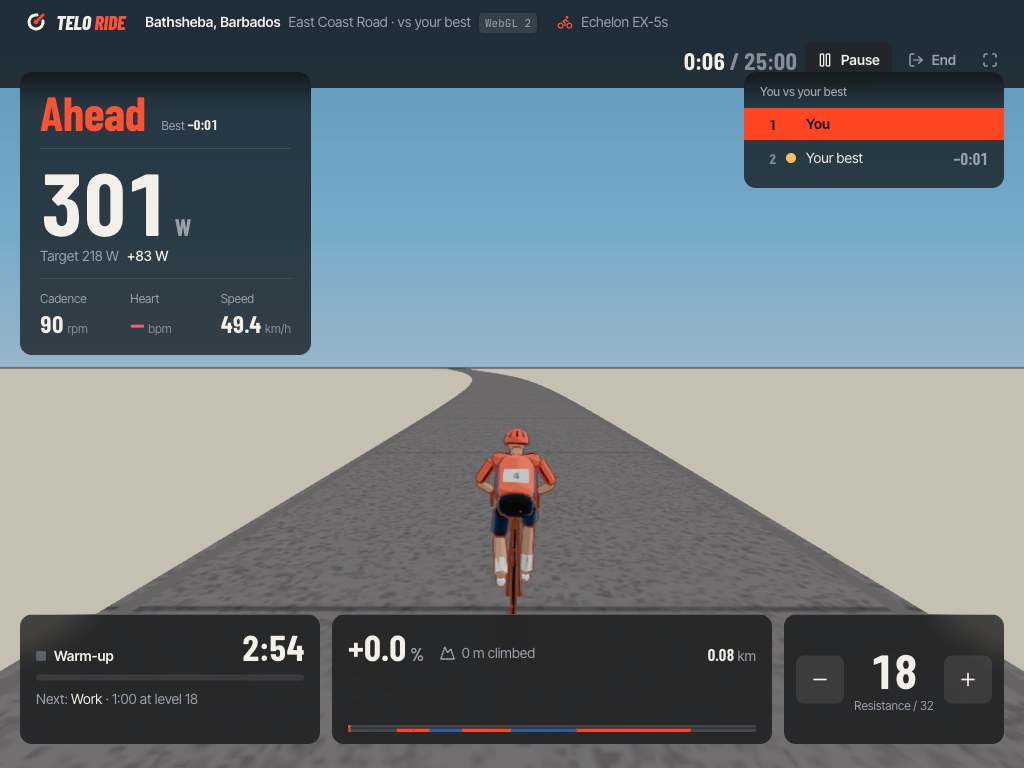 TELO RIDE Bathsheba, Barbados East Coast Road · vs your best WebGL 2 Echelon EX-5s
0:06 / 25:00 Pause End
Ahead Best −0:01
301 W
Target 218 W +83 W
Cadence Heart Speed
90 rpm – bpm 49.4 km/h
You vs your best
1 You
2 Your best −0:01
4
Warm-up 2:54
Next: Work · 1:00 at level 18
+0.0 % 0 m climbed 0.08 km
− 18 +
Resistance / 32